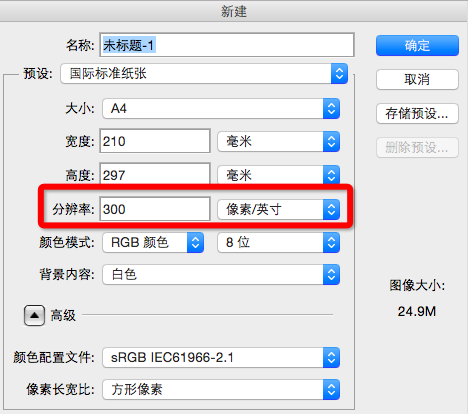 新建
名称: 未标题-1
确定
预设: 国际标准纸张
取消
大小: A4
存储预设...
宽度: 210 毫米
删除预设...
高度: 297 毫米
分辨率: 300 像素/英寸
颜色模式: RGB 颜色 8 位
背景内容: 白色
图像大小:
24.9M
高级
颜色配置文件: sRGB IEC61966-2.1
像素长宽比: 方形像素